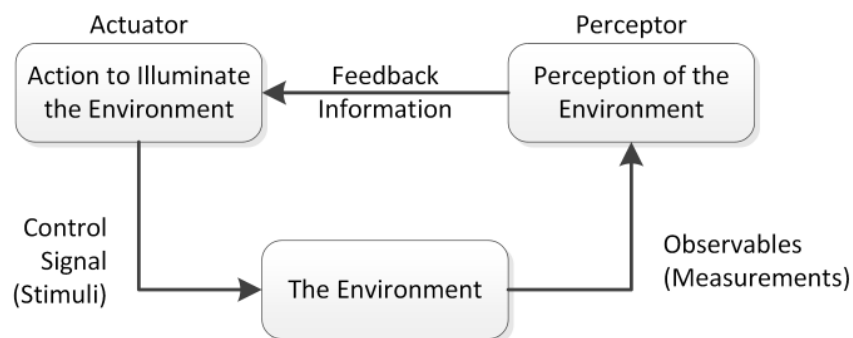 Actuator
Action to Illuminate
the Environment
Feedback
Information
Perceptor
Perception of the
Environment
Control
Signal
(Stimuli)
The Environment
Observables
(Measurements)